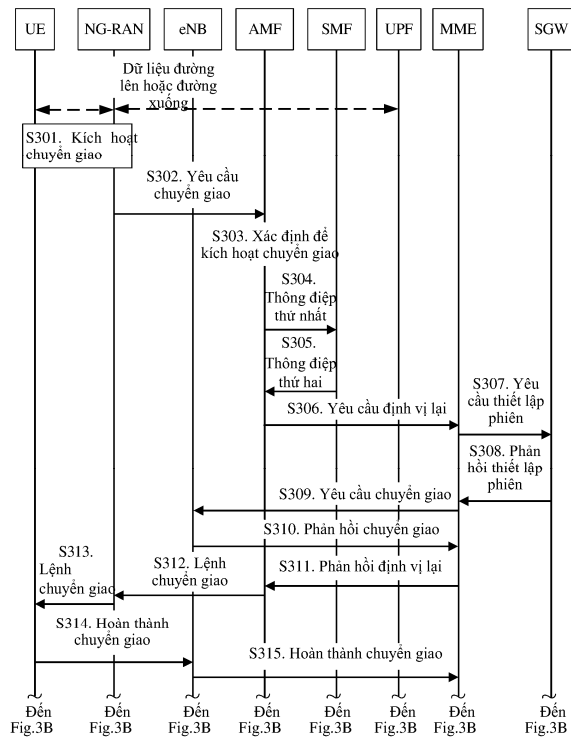 UE NG-RAN eNB AMF SMF UPF MME SGW
Dữ liệu đường
lên hoặc đường
xuống
S301. Kích hoạt
chuyển giao
S302. Yêu cầu
chuyển giao
S303. Xác định để
kích hoạt chuyển giao
S304.
Thông điệp
thứ nhất
S305.
Thông điệp
thứ hai
S306. Yêu cầu định vị lại
S307. Yêu
cầu thiết lập
phiên
S308. Phản
hồi thiết lập
phiên
S309. Yêu cầu chuyển giao
S310. Phản hồi chuyên giao
S311. Phản hồi định vị lại
S312. Lệnh
chuyển giao
S313.
Lệnh
chuyển giao
S314. Hoàn thành
chuyển giao
S315. Hoàn thành chuyển giao
Đến Đến Đến Đến Đến Đến Đến Đến
Fig.3B Fig.3B Fig.3B Fig.3B Fig.3B Fig.3B Fig.3B Fig.3B